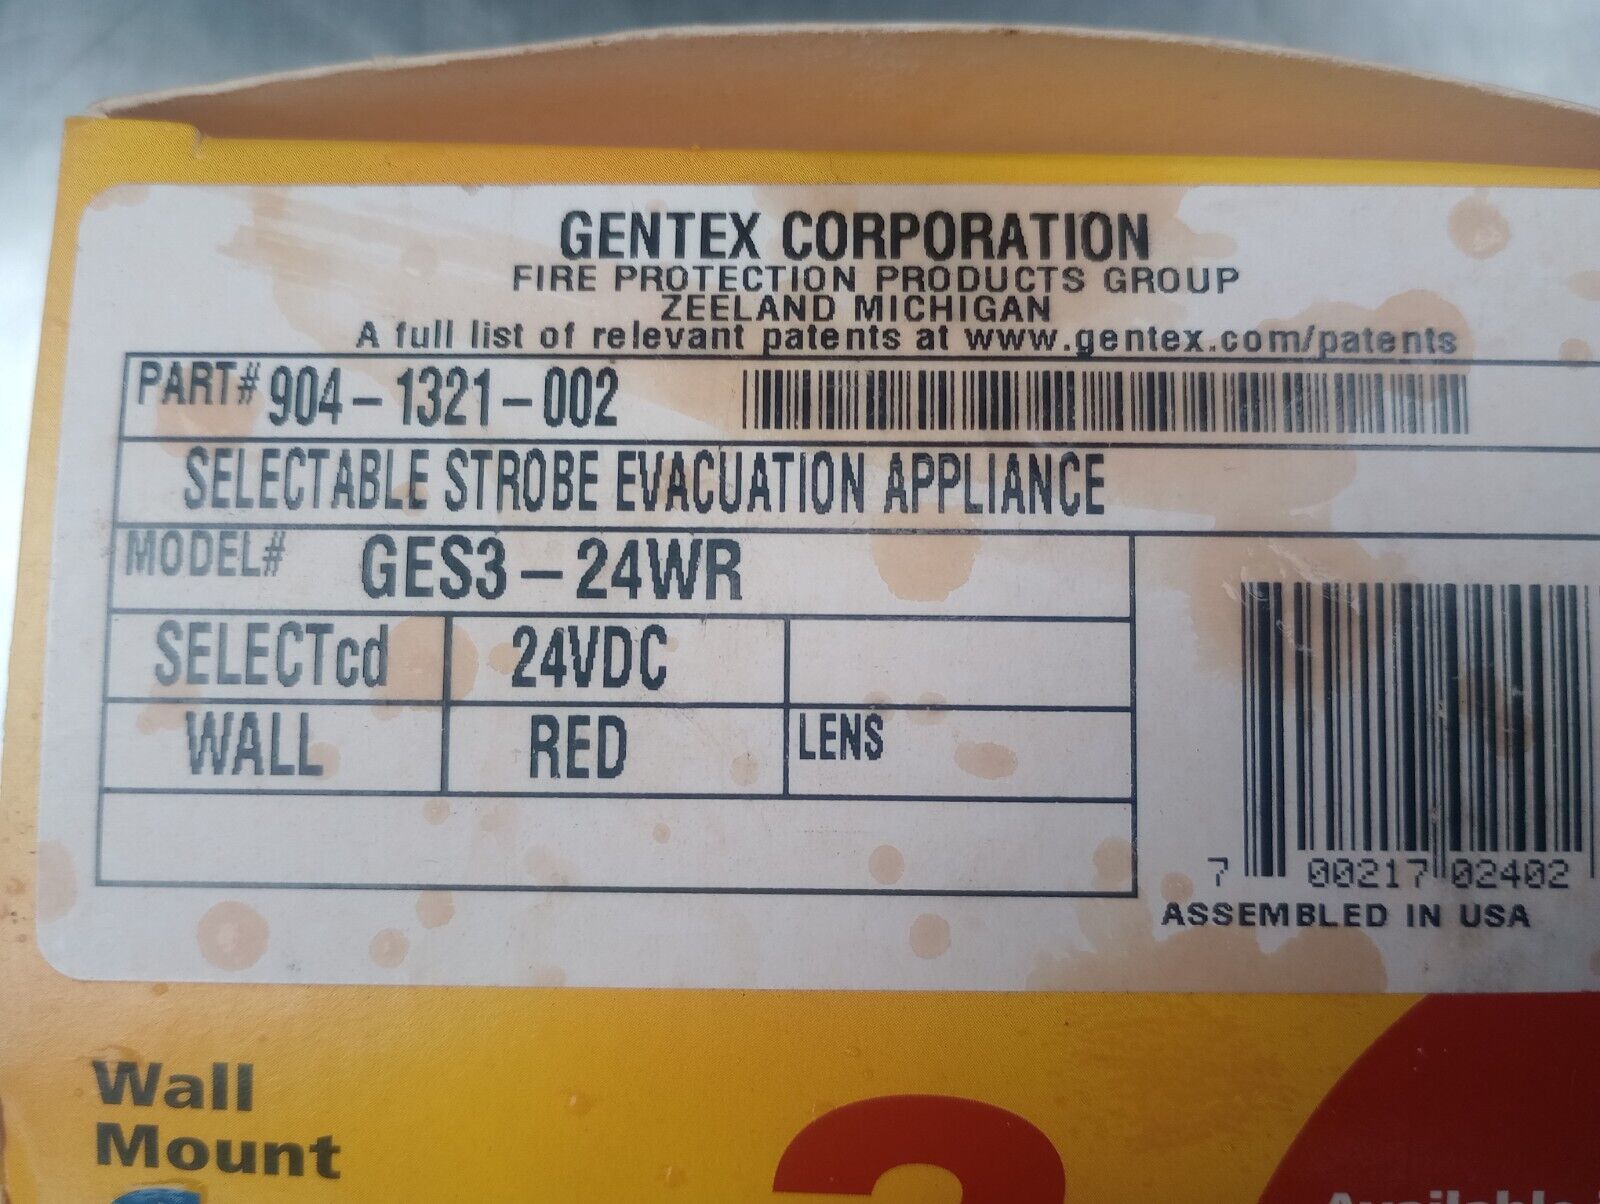 GENTEX CORPORATION
FIRE PROTECTION PRODUCTS GROUP
ZEELAND MICHIGAN
A full list of relevant patents at www.gentex.com/patents
PART# 904-1321-002
SELECTABLE STROBE EVACUATION APPLIANCE
MODEL# GES3-24WR
SELECTcd 24VDC
WALL RED LENS
7 00217 02402
ASSEMBLED IN USA
Wall
Mount